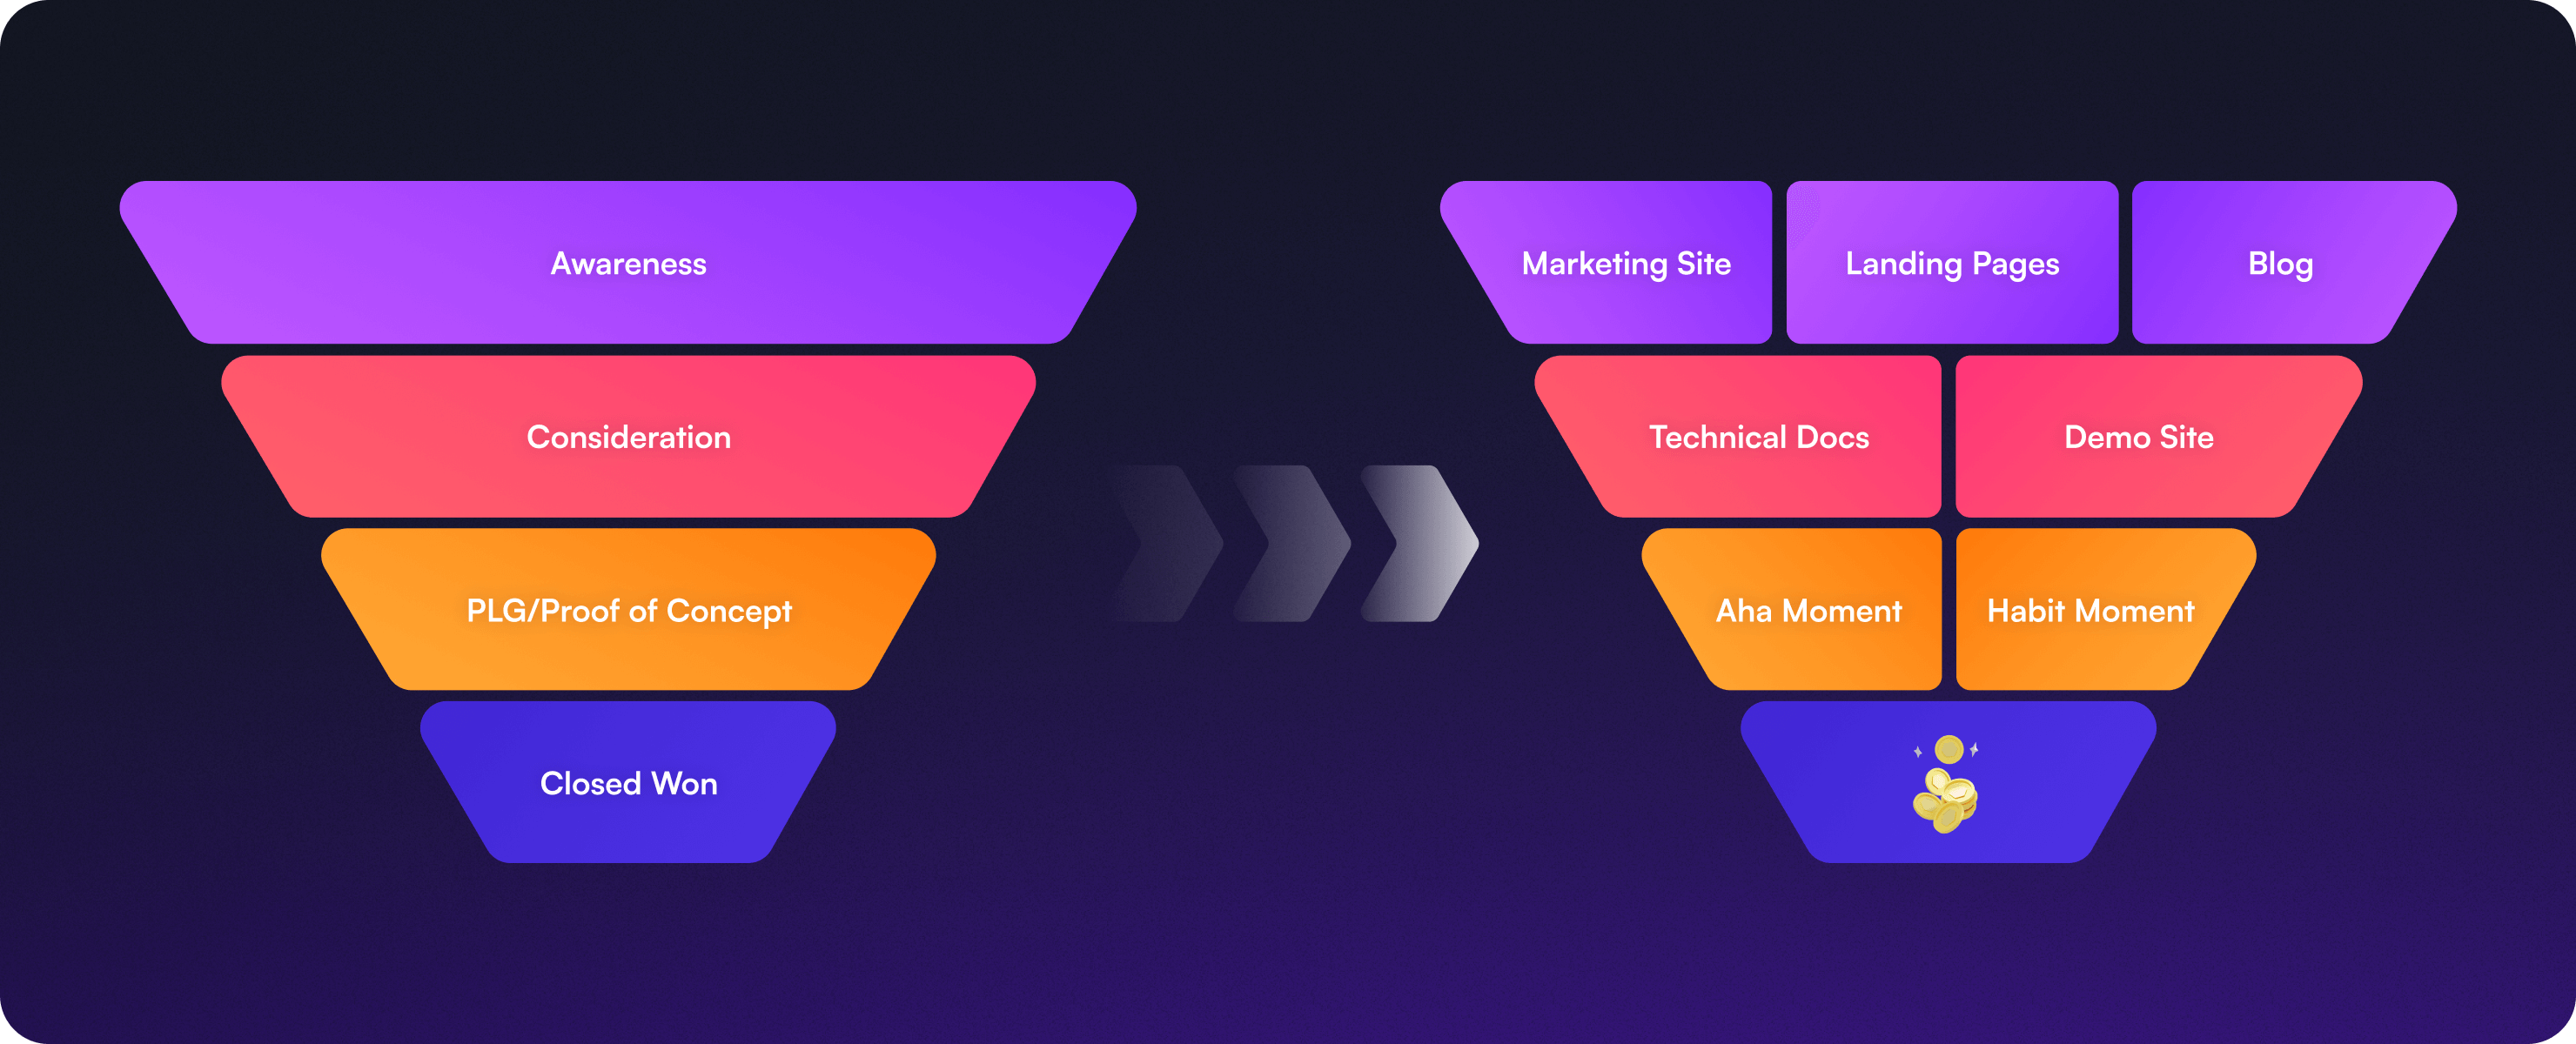 Awareness
Consideration
PLG/Proof of Concept
Closed Won
Marketing Site
Landing Pages
Blog
Technical Docs
Demo Site
Aha Moment
Habit Moment